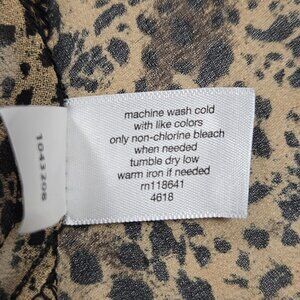 machine wash cold
with like colors
only non-chlorine bleach
when needed
tumble dry low
warm iron if needed
rn118641
4618
1043206